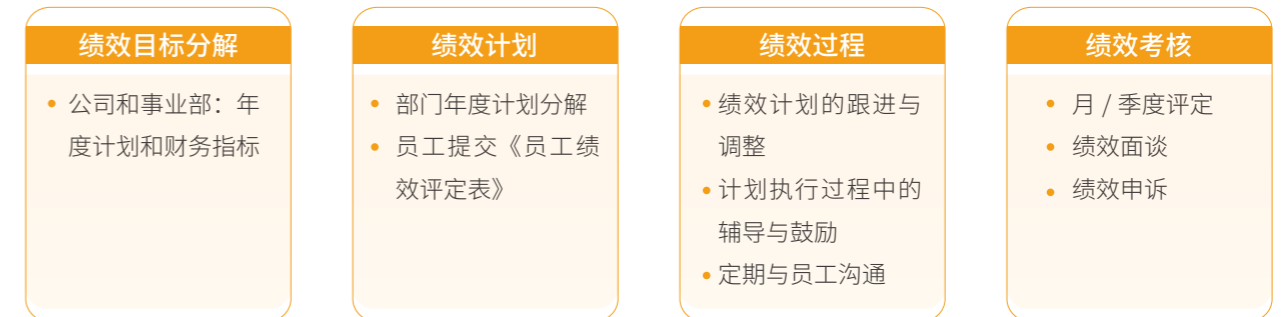 绩效目标分解
• 公司和事业部：年
度计划和财务指标
绩效计划
• 部门年度计划分解
• 员工提交《员工绩
效评定表》
绩效过程
• 绩效计划的跟进与
调整
• 计划执行过程中的
辅导与鼓励
• 定期与员工沟通
绩效考核
• 月 / 季度评定
• 绩效面谈
• 绩效申诉